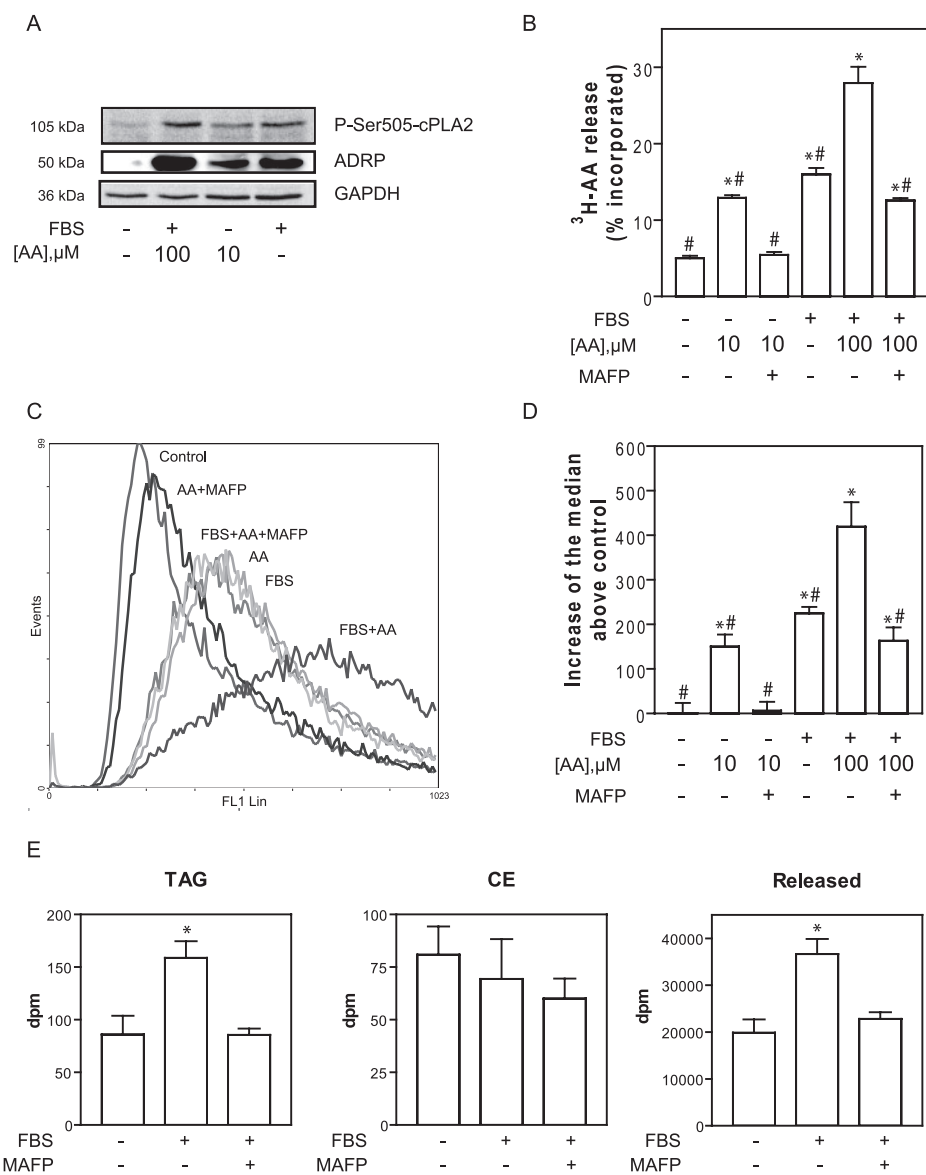 A
105 kDa P-Ser505-cPLA2
50 kDa ADRP
36 kDa GAPDH
FBS - + - +
[AA],µM - 100 10 -
B
³H-AA release
(% incorporated)
30
20
10
0
# *# # *# * *#
FBS - - - + + +
[AA],µM - 10 10 - 100 100
MAFP - - + - - +
C
99
Events
0
Control
AA+MAFP
FBS+AA+MAFP
AA
FBS
FBS+AA
0 FL1 Lin 1023
D
Increase of the median
above control
600
500
400
300
200
100
0
# *# # *# * *#
FBS - - - + + +
[AA],µM - 10 10 - 100 100
MAFP - - + - - +
E
TAG
dpm
200
150
100
50
0
*
FBS - + +
MAFP - - +
CE
dpm
100
75
50
25
0
FBS - + +
MAFP - - +
Released
dpm
40000
30000
20000
10000
0
*
FBS - + +
MAFP - - +